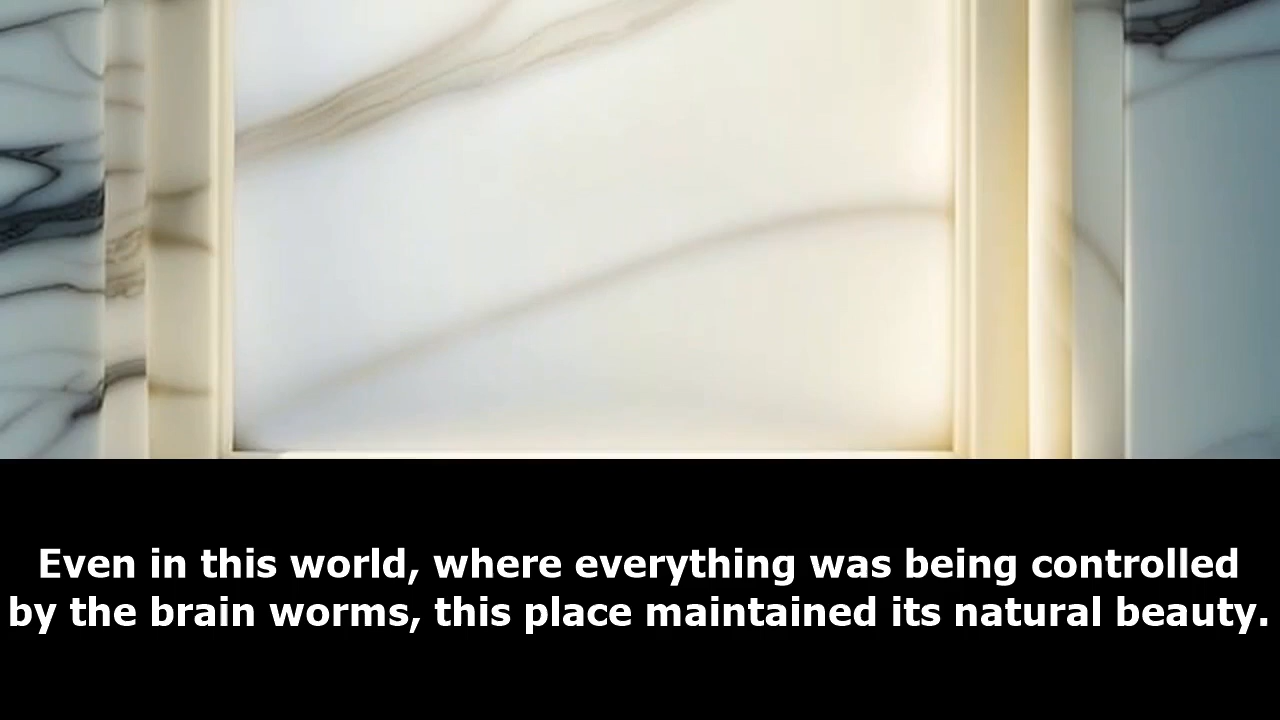 Even in this world, where everything was being controlled
by the brain worms, this place maintained its natural beauty.